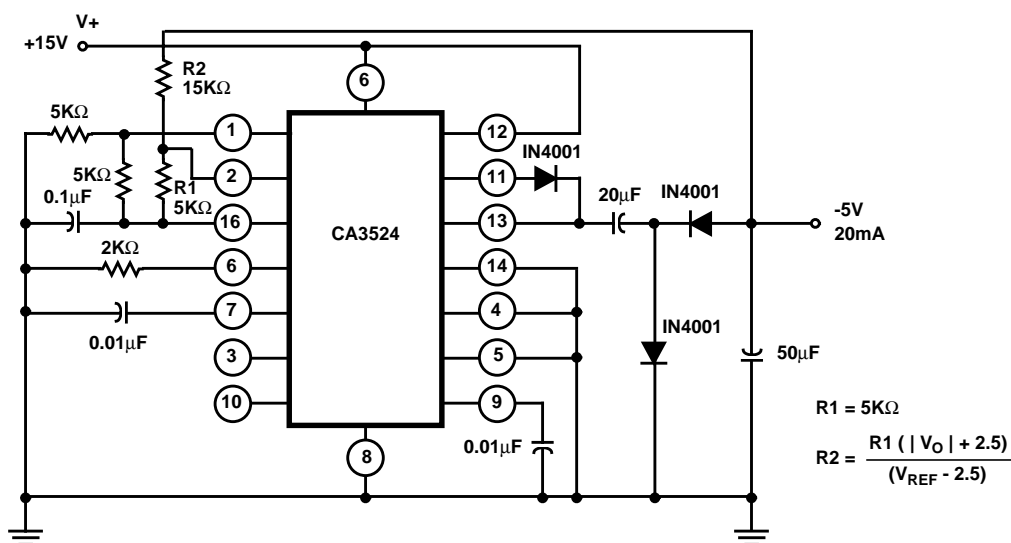 V+
+15V
R2
15KΩ
6
5KΩ
1
12
IN4001
5KΩ
2
R1
5KΩ
11
20µF
IN4001
0.1µF
16
CA3524
13
-5V
20mA
2KΩ
6
14
IN4001
0.01µF
7
4
3
5
50µF
10
9
0.01µF
8
R1 = 5KΩ
R2 = R1 ( | VO | + 2.5)
(VREF - 2.5)